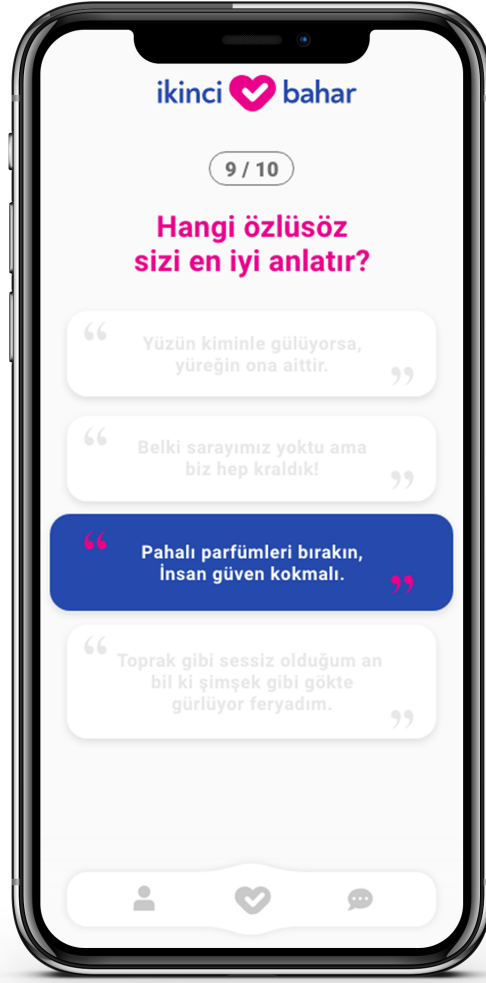 ikinci bahar
9 / 10
Hangi özlüsöz
sizi en iyi anlatır?
“ Yüzün kiminle gülüyorsa,
yüreğin ona aittir. ”
“ Belki sarayımız yoktu ama
biz hep kraldık! ”
“ Pahalı parfümleri bırakın,
İnsan güven kokmalı. ”
“ Toprak gibi sessiz olduğum an
bil ki şimşek gibi gökte
gürlüyor feryadım. ”